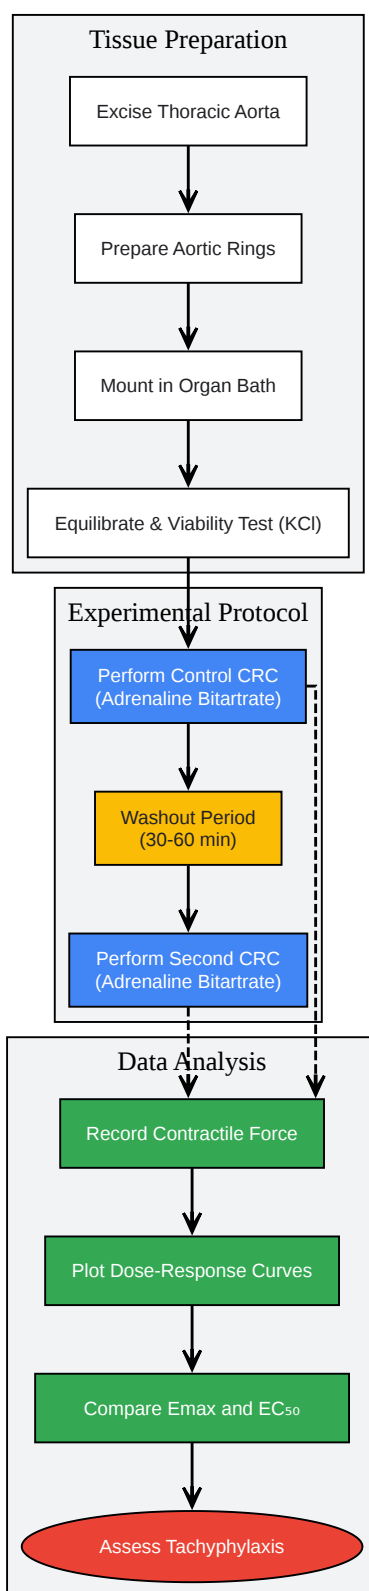 Tissue Preparation
Excise Thoracic Aorta
Prepare Aortic Rings
Mount in Organ Bath
Equilibrate & Viability Test (KCl)
Experimental Protocol
Perform Control CRC
(Adrenaline Bitartrate)
Washout Period
(30-60 min)
Perform Second CRC
(Adrenaline Bitartrate)
Data Analysis
Record Contractile Force
Plot Dose-Response Curves
Compare Emax and EC₅₀
Assess Tachyphylaxis